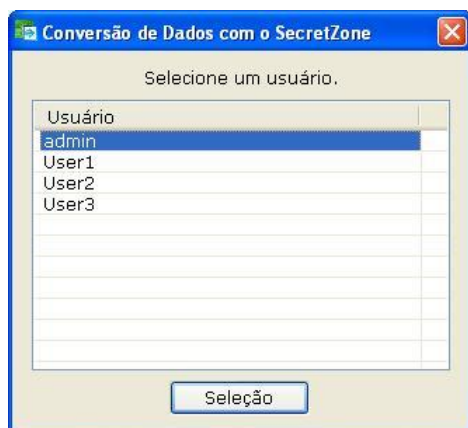 Conversão de Dados com o SecretZone
Selecione um usuário.
Usuário
admin
User1
User2
User3
Seleção